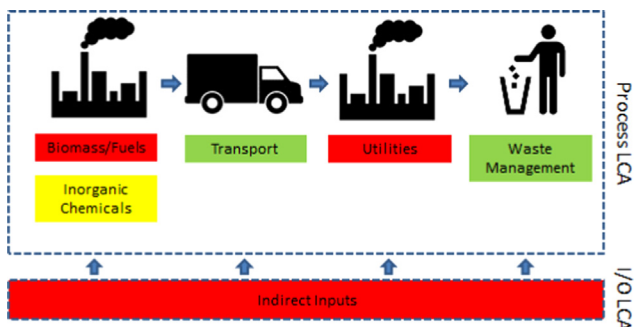 Biomass/Fuels
Transport
Utilities
Waste
Management
Inorganic
Chemicals
Process LCA
Indirect Inputs
I/O LCA